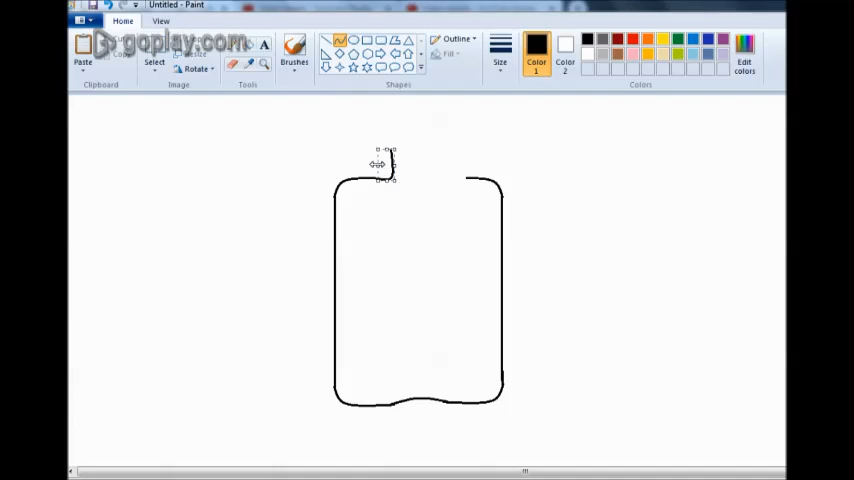 Untitled - Paint
Home
View
goplay.com
Paste
Select
Rotate
A
Brushes
Outline
Fill
Size
Color
1
Color
2
Edit
colors
Clipboard
Image
Tools
Shapes
Colors